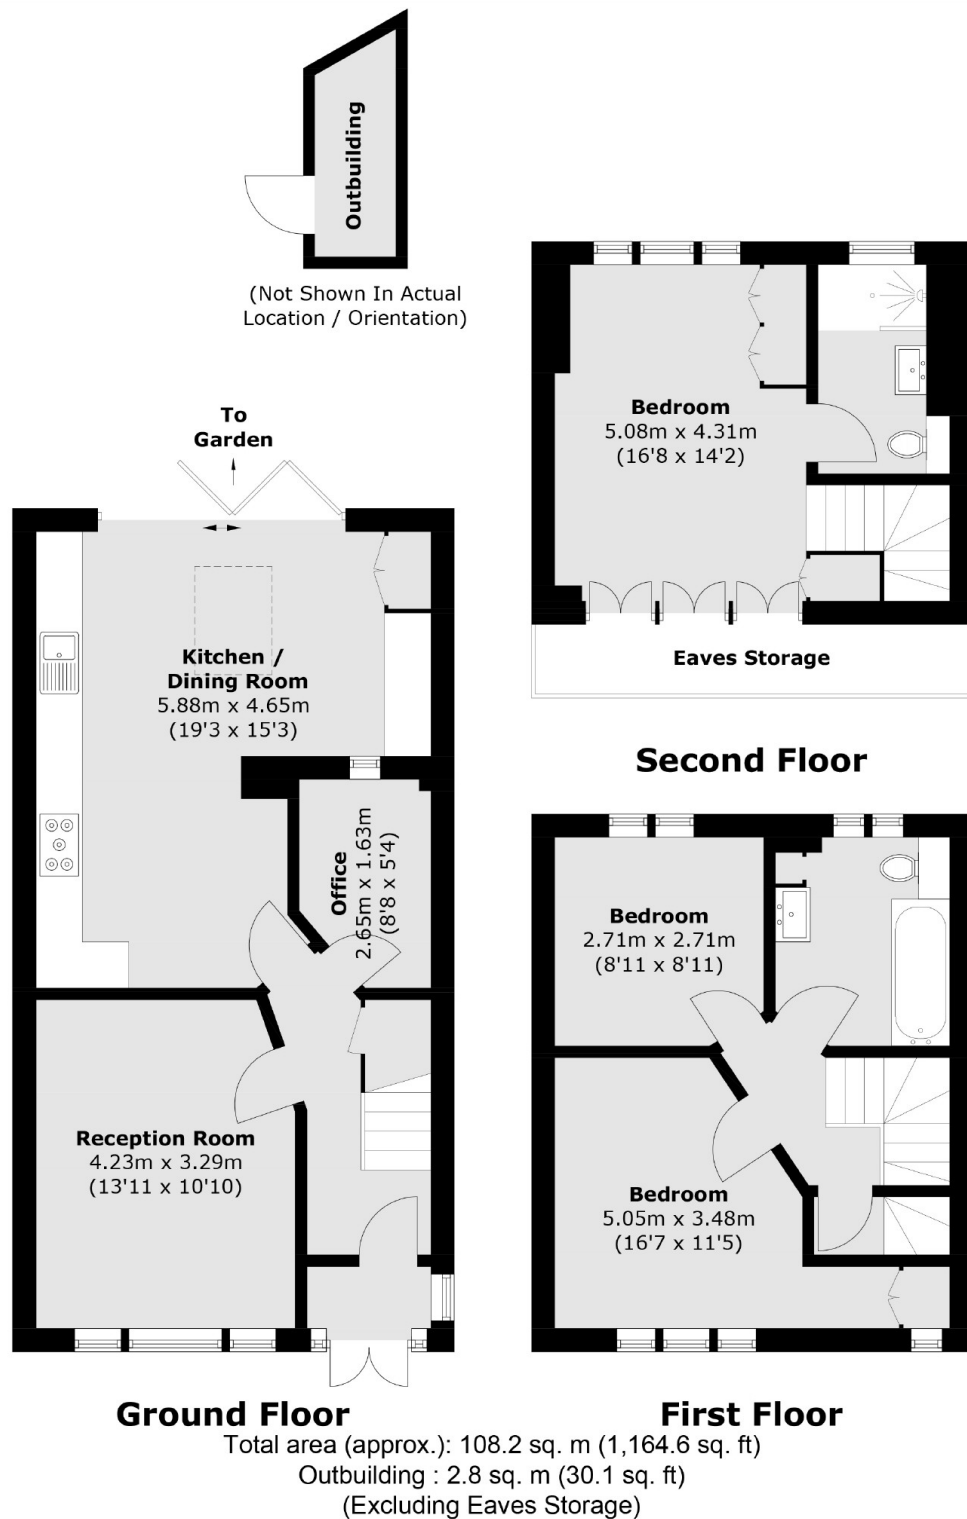 Outbuilding
(Not Shown In Actual
Location / Orientation)
To
Garden
Kitchen /
Dining Room
5.88m x 4.65m
(19'3 x 15'3)
Office
2.65m x 1.63m
(8'8 x 5'4)
Reception Room
4.23m x 3.29m
(13'11 x 10'10)
Ground Floor
Bedroom
5.08m x 4.31m
(16'8 x 14'2)
Eaves Storage
Second Floor
Bedroom
2.71m x 2.71m
(8'11 x 8'11)
Bedroom
5.05m x 3.48m
(16'7 x 11'5)
First Floor
Total area (approx.): 108.2 sq. m (1,164.6 sq. ft)
Outbuilding : 2.8 sq. m (30.1 sq. ft)
(Excluding Eaves Storage)